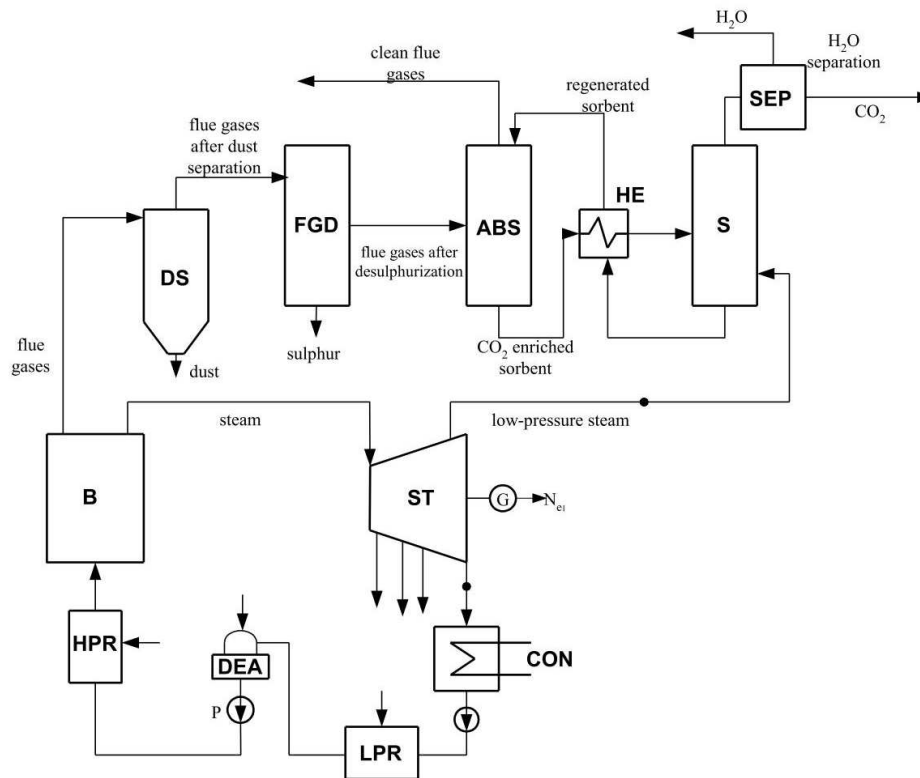 H₂O
H₂O
separation
SEP
CO₂
clean flue
gases
regenerated
sorbent
flue gases
after dust
separation
HE
FGD
ABS
S
DS
flue gases after
desulphurization
flue
gases
sulphur
dust
CO₂ enriched
sorbent
steam
low-pressure steam
B
ST
G
Nₑₗ
HPR
DEA
CON
P
LPR